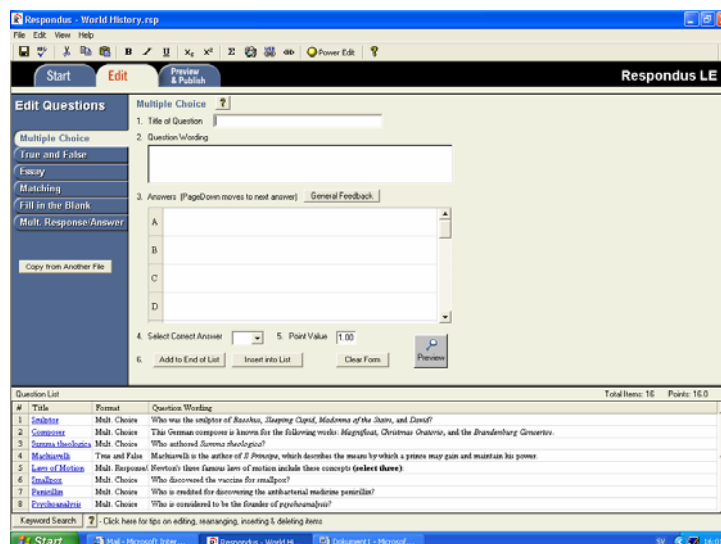 Respondus - World History.rsp
File Edit View Help
B I U x₂ x² Σ Power Edit ?
Start Edit Preview & Publish Respondus LE
Edit Questions
Multiple Choice
True and False
Essay
Matching
Fill in the Blank
Mult. Response/Answer
Copy from Another File
Multiple Choice ?
1. Title of Question
2. Question Wording
3. Answers (PageDown moves to next answer) General Feedback
A
B
C
D
4. Select Correct Answer 5. Point Value 1.00
6. Add to End of List Insert into List Clear Form Preview
Question List Total Items: 16 Points: 16.0
# Title Format Question Wording
1 Sculptor Mult. Choice Who was the sculptor of Bacchus, Sleeping Cupid, Madonna of the Stairs, and David?
2 Composer Mult. Choice This German composer is known for the following works: Magnificat, Christmas Oratorio, and the Brandenburg Concertos.
3 Summa theologica Mult. Choice Who authored Summa theologica?
4 Machiavelli True and False Machiavelli is the author of Il Principe, which describes the means by which a prince may gain and maintain his power.
5 Laws of Motion Mult. Response/ Newton's three famous laws of motion include these concepts (select three):
6 Smallpox Mult. Choice Who discovered the vaccine for smallpox?
7 Penicillin Mult. Choice Who is credited for discovering the antibacterial medicine penicillin?
8 Psychoanalysis Mult. Choice Who is considered to be the founder of psychoanalysis?
Keyword Search ? - Click here for tips on editing, rearranging, inserting & deleting items
Start Mail - Microsoft Inter... Respondus - World Hi... Dokument1 - Microsof... SV